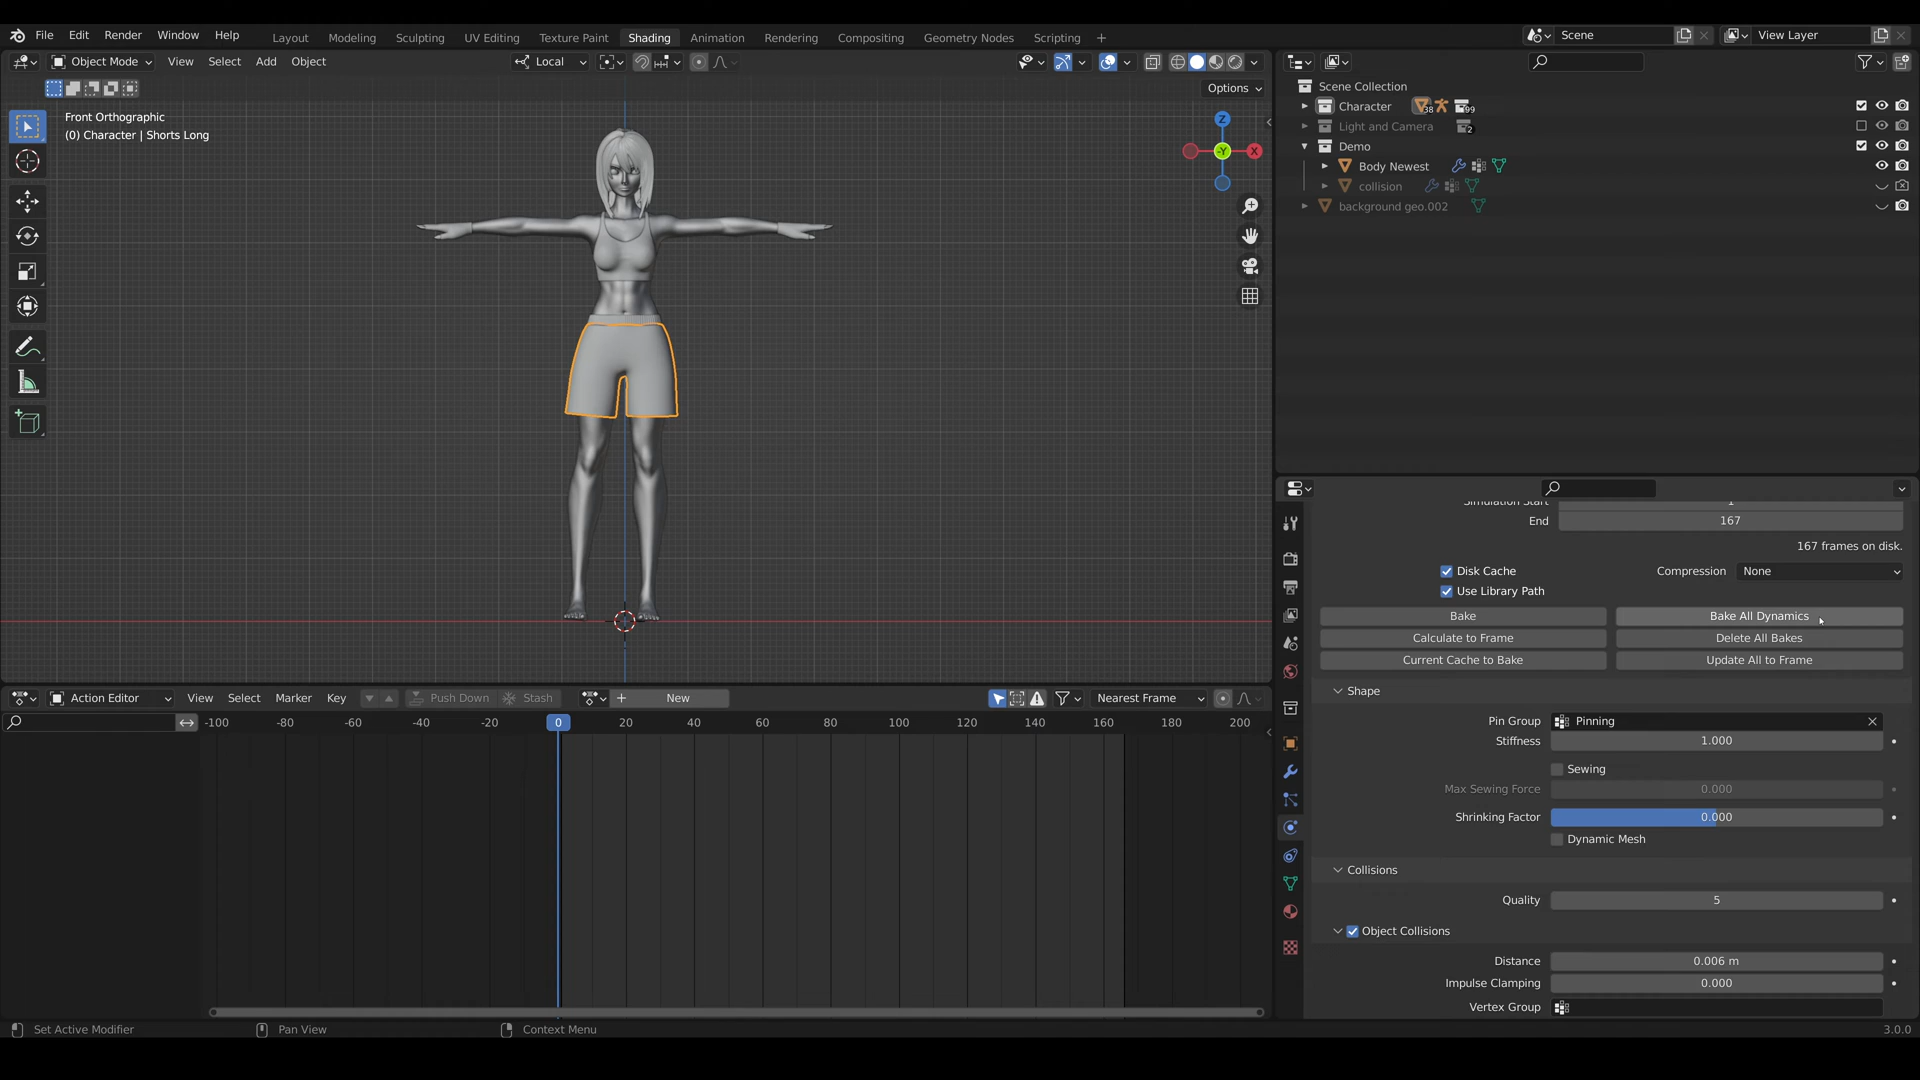 File Edit Render Window Help Layout Modeling Sculpting UV Editing Texture Paint Shading Animation Rendering Compositing Geometry Nodes Scripting + Scene View Layer
Object Mode View Select Add Object Local
Options
Front Orthographic
(0) Character | Shorts Long
Z
-Y
X
Scene Collection
Character 38 99
Light and Camera 2
Demo
Body Newest
collision
background geo.002
Simulation Start 1
End 167
167 frames on disk.
Disk Cache Compression None
Use Library Path
Bake Bake All Dynamics
Calculate to Frame Delete All Bakes
Current Cache to Bake Update All to Frame
Shape
Pin Group Pinning
Stiffness 1.000
Sewing
Max Sewing Force 0.000
Shrinking Factor 0.000
Dynamic Mesh
Collisions
Quality 5
Object Collisions
Distance 0.006 m
Impulse Clamping 0.000
Vertex Group
Action Editor View Select Marker Key Push Down Stash + New Nearest Frame
-100 -80 -60 -40 -20 0 20 40 60 80 100 120 140 160 180 200
Set Active Modifier Pan View Context Menu 3.0.0